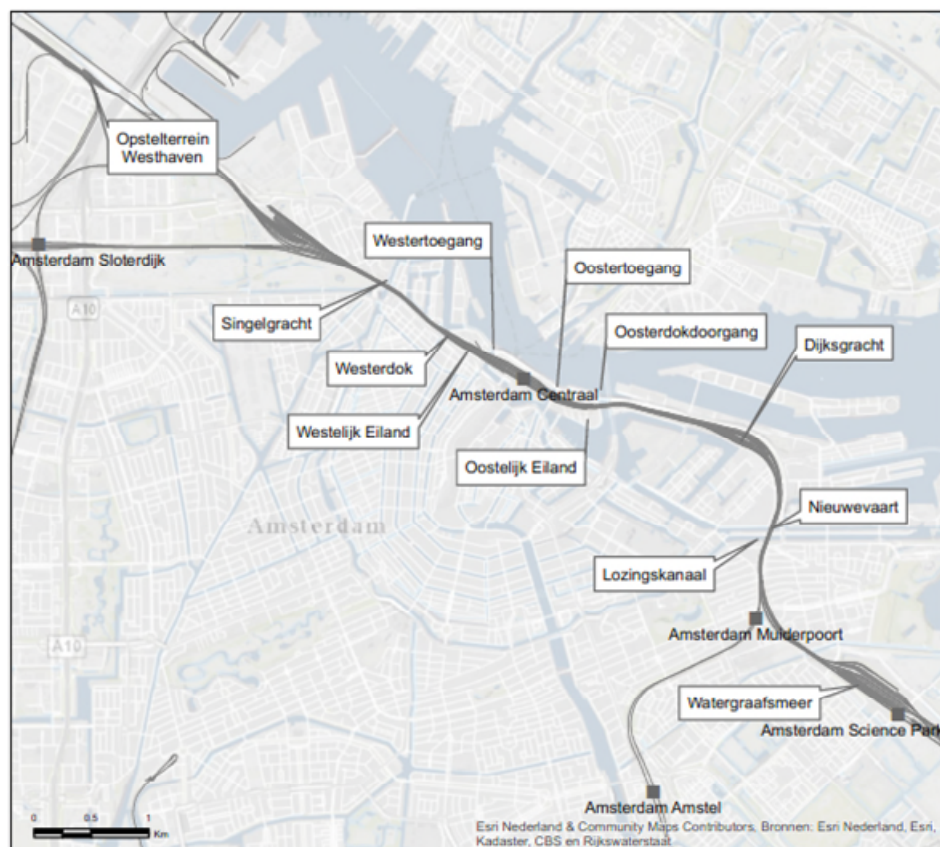 Opstelterrein
Westhaven
Westertoegang
Amsterdam Sloterdijk
Oostertoegang
A10
Singelgracht
Oosterdokdoorgang
Dijksgracht
Westerdok
Amsterdam Centraal
Westelijk Eiland
Oostelijk Eiland
Nieuwevaart
Amsterdam
Lozingskanaal
Amsterdam Muiderpoort
A10
Watergraafsmeer
Amsterdam Science Park
Amsterdam Amstel
0 0.5 1
Km
Esri Nederland & Community Maps Contributors, Bronnen: Esri Nederland, Esri,
Kadaster, CBS en Rijkswaterstaat